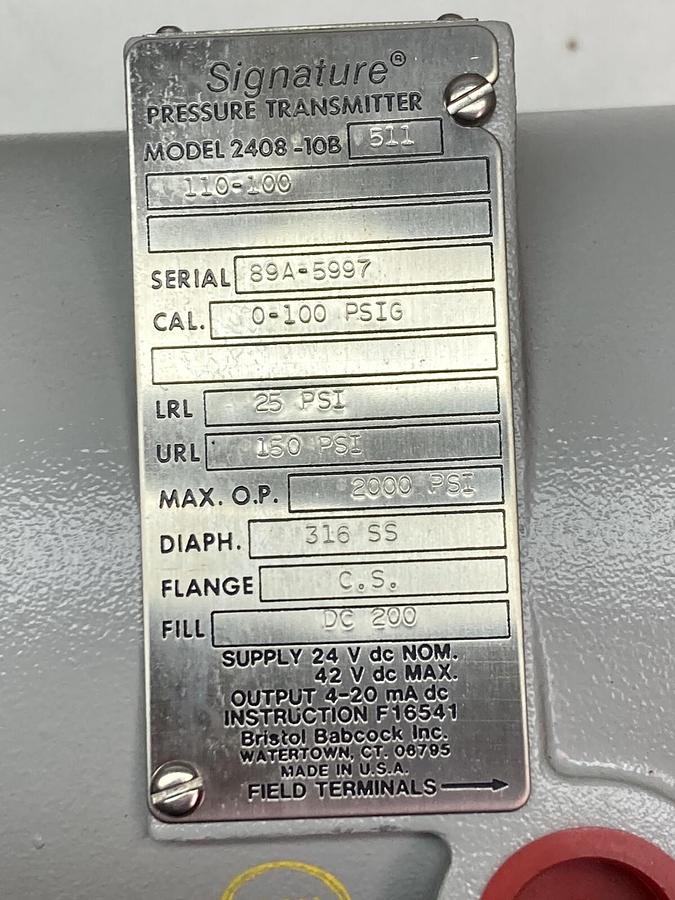 Signature®
PRESSURE TRANSMITTER
MODEL 2408-10B 511
110-100
SERIAL 89A-5997
CAL. 0-100 PSIG
LRL 25 PSI
URL 150 PSI
MAX. O.P. 2000 PSI
DIAPH. 316 SS
FLANGE C.S.
FILL DC 200
SUPPLY 24 V dc NOM.
42 V dc MAX.
OUTPUT 4-20 mA dc
INSTRUCTION F16541
Bristol Babcock Inc.
WATERTOWN, CT. 06795
MADE IN U.S.A.
FIELD TERMINALS